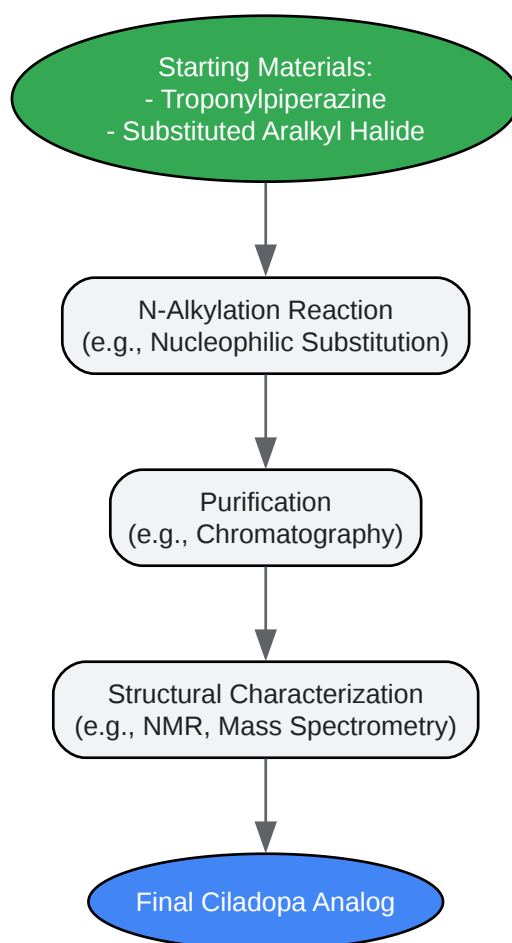 Starting Materials:
- Troponylpiperazine
- Substituted Aralkyl Halide
N-Alkylation Reaction
(e.g., Nucleophilic Substitution)
Purification
(e.g., Chromatography)
Structural Characterization
(e.g., NMR, Mass Spectrometry)
Final Ciladopa Analog